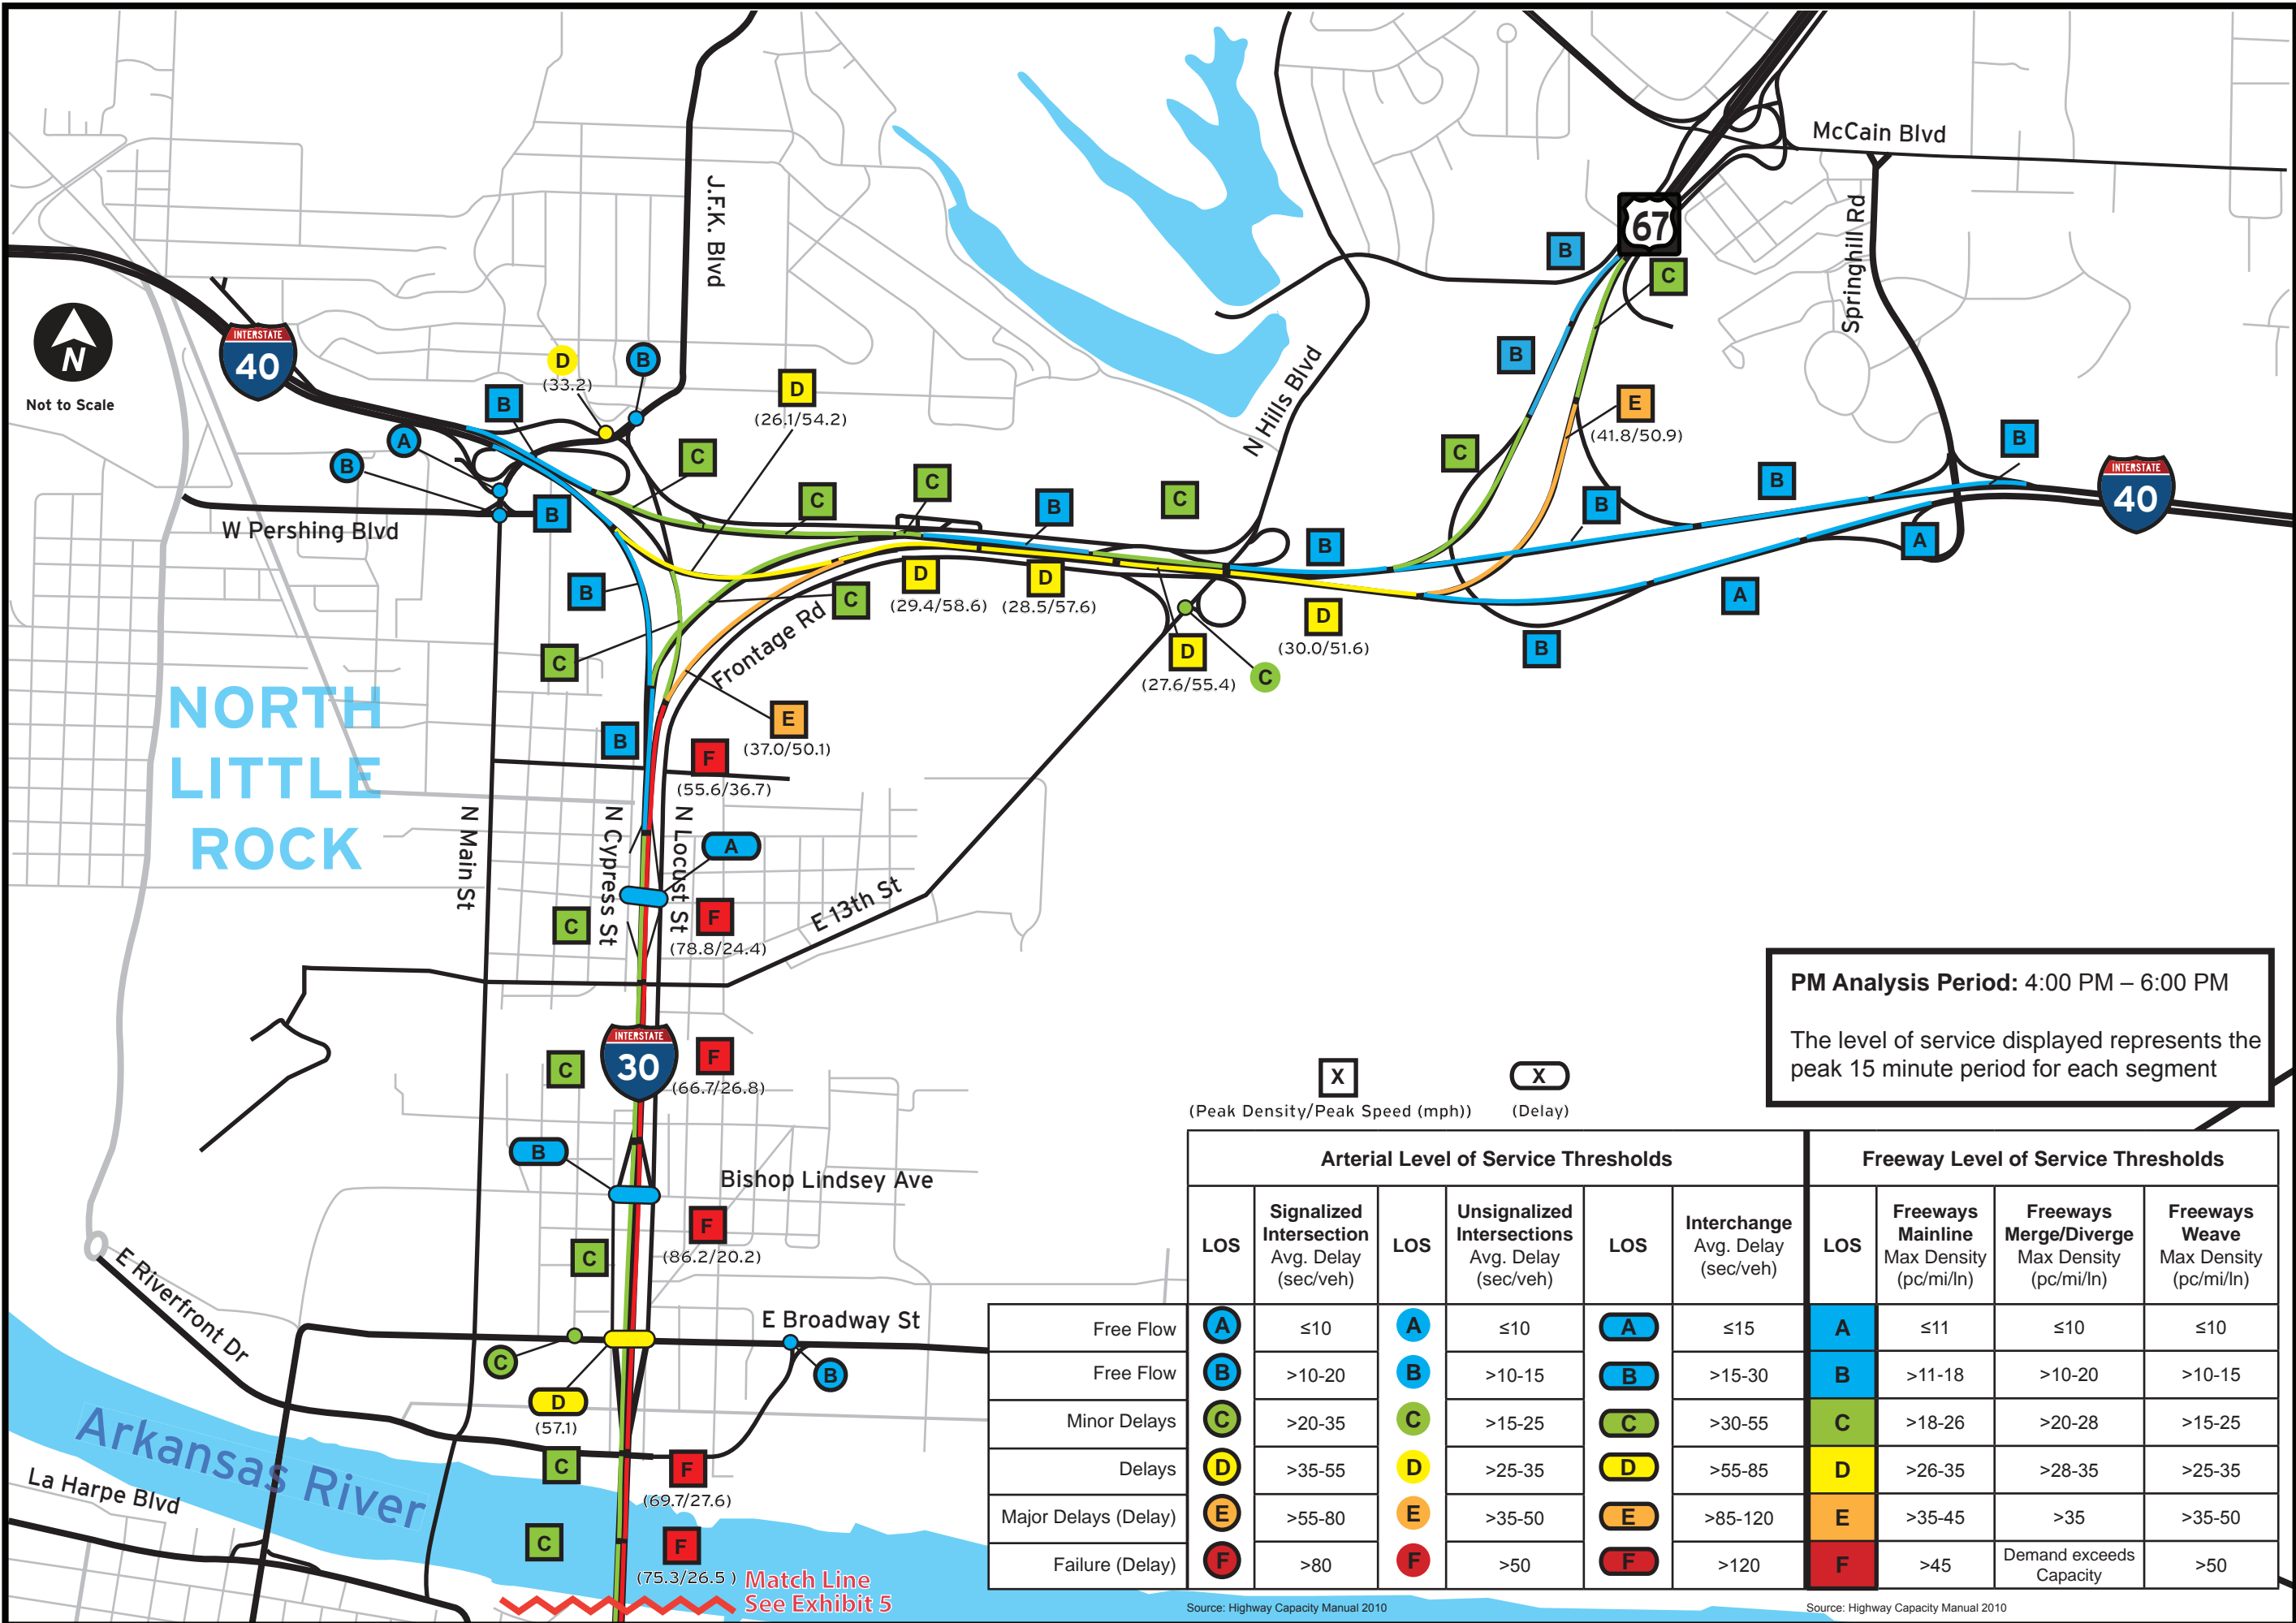 McCain Blvd
J.F.K. Blvd
67
B
C
Springhill Rd
INTERSTATE
40
N
Not to Scale
D
(33.2)
B
B
D
(26.1/54.2)
N Hills Blvd
B
E
(41.8/50.9)
A
B
C
C
C
B
C
C
B
B
B
INTERSTATE
40
W Pershing Blvd
B
B
A
B
C
D
(29.4/58.6)
D
(28.5/57.6)
D
(30.0/51.6)
A
B
Frontage Rd
C
D
(27.6/55.4)
C
NORTH
LITTLE
ROCK
B
E
(37.0/50.1)
F
(55.6/36.7)
N Main St
N Cypress St
N Locust St
A
C
F
(78.8/24.4)
E 13th St
PM Analysis Period: 4:00 PM – 6:00 PM
The level of service displayed represents the
peak 15 minute period for each segment
INTERSTATE
30
C
F
(66.7/26.8)
X
(Peak Density/Peak Speed (mph))
X
(Delay)
B
Bishop Lindsey Ave
F
(86.2/20.2)
C
E Riverfront Dr
E Broadway St
C
B
D
(57.1)
Arkansas River
La Harpe Blvd
C
F
(69.7/27.6)
C
F
(75.3/26.5 )
Match Line
See Exhibit 5
Arterial Level of Service Thresholds
Freeway Level of Service Thresholds
LOS
Signalized
Intersection
Avg. Delay
(sec/veh)
LOS
Unsignalized
Intersections
Avg. Delay
(sec/veh)
LOS
Interchange
Avg. Delay
(sec/veh)
LOS
Freeways
Mainline
Max Density
(pc/mi/ln)
Freeways
Merge/Diverge
Max Density
(pc/mi/ln)
Freeways
Weave
Max Density
(pc/mi/ln)
Free Flow A ≤10 A ≤10 A ≤15 A ≤11 ≤10 ≤10
Free Flow B >10-20 B >10-15 B >15-30 B >11-18 >10-20 >10-15
Minor Delays C >20-35 C >15-25 C >30-55 C >18-26 >20-28 >15-25
Delays D >35-55 D >25-35 D >55-85 D >26-35 >28-35 >25-35
Major Delays (Delay) E >55-80 E >35-50 E >85-120 E >35-45 >35 >35-50
Failure (Delay) F >80 F >50 F >120 F >45 Demand exceeds Capacity >50
Source: Highway Capacity Manual 2010
Source: Highway Capacity Manual 2010